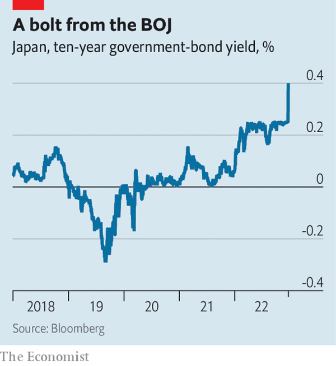 A bolt from the BOJ
Japan, ten-year government-bond yield, %
0.4
0.2
0
-0.2
-0.4
2018 19 20 21 22
Source: Bloomberg
The Economist